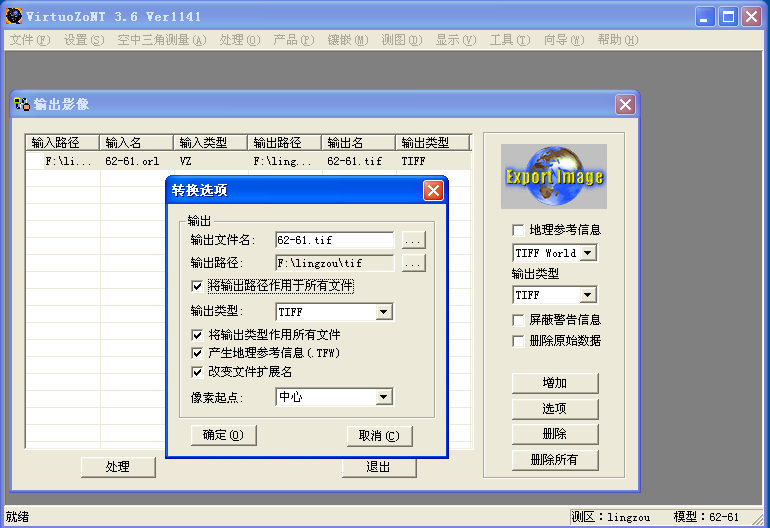 VirtuoZoNT 3.6 Ver1141
文件(F) 设置(S) 空中三角测量(A) 处理(O) 产品(P) 镶嵌(M) 测图(D) 显示(V) 工具(T) 向导(W) 帮助(H)
输出影像
输入路径 输入名 输入类型 输出路径 输出名 输出类型
F:\li... 62-61.orl VZ F:\ling... 62-61.tif TIFF
转换选项
输出
输出文件名: 62-61.tif ...
输出路径: F:\lingzou\tif ...
将输出路径作用于所有文件
输出类型: TIFF
将输出类型作用所有文件
产生地理参考信息(.TFW)
改变文件扩展名
像素起点: 中心
确定(O) 取消(C)
Export Image
地理参考信息
TIFF World
输出类型
TIFF
屏蔽警告信息
删除原始数据
增加
选项
删除
删除所有
处理 退出
就绪 测区: lingzou 模型: 62-61